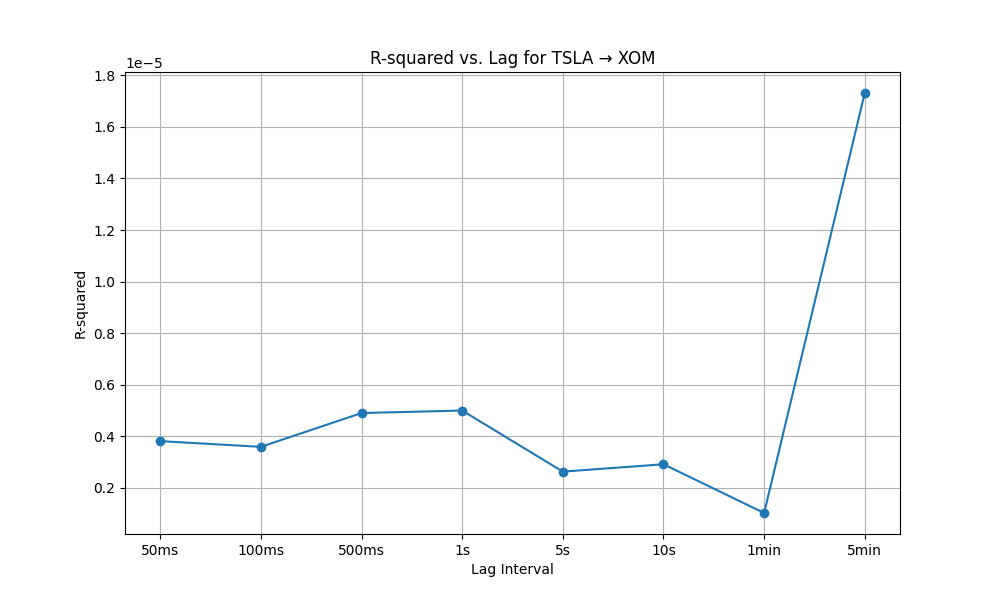 R-squared vs. Lag for TSLA → XOM
1e−5
1.8
1.6
1.4
1.2
1.0
0.8
0.6
0.4
0.2
R-squared
50ms 100ms 500ms 1s 5s 10s 1min 5min
Lag Interval